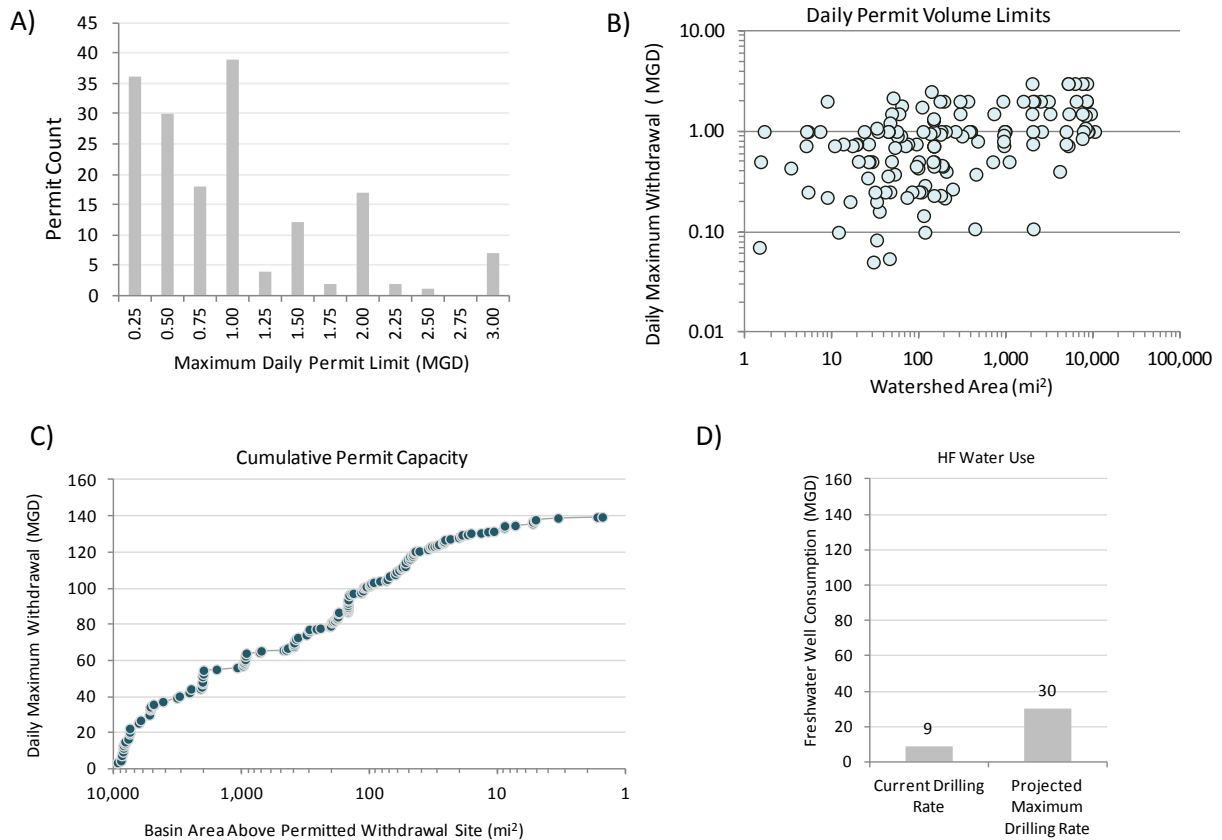 A)
45
40
35
30
25
20
15
10
5
0
Permit Count
0.25 0.50 0.75 1.00 1.25 1.50 1.75 2.00 2.25 2.50 2.75 3.00
Maximum Daily Permit Limit (MGD)
B)
Daily Permit Volume Limits
10.00
1.00
0.10
0.01
Daily Maximum Withdrawal ( MGD)
1 10 100 1,000 10,000 100,000
Watershed Area (mi²)
C)
Cumulative Permit Capacity
160
140
120
100
80
60
40
20
0
Daily Maximum Withdrawal (MGD)
10,000 1,000 100 10 1
Basin Area Above Permitted Withdrawal Site (mi²)
D)
HF Water Use
160
140
120
100
80
60
40
20
0
Freshwater Well Consumption (MGD)
9
30
Current Drilling
Rate
Projected
Maximum
Drilling Rate